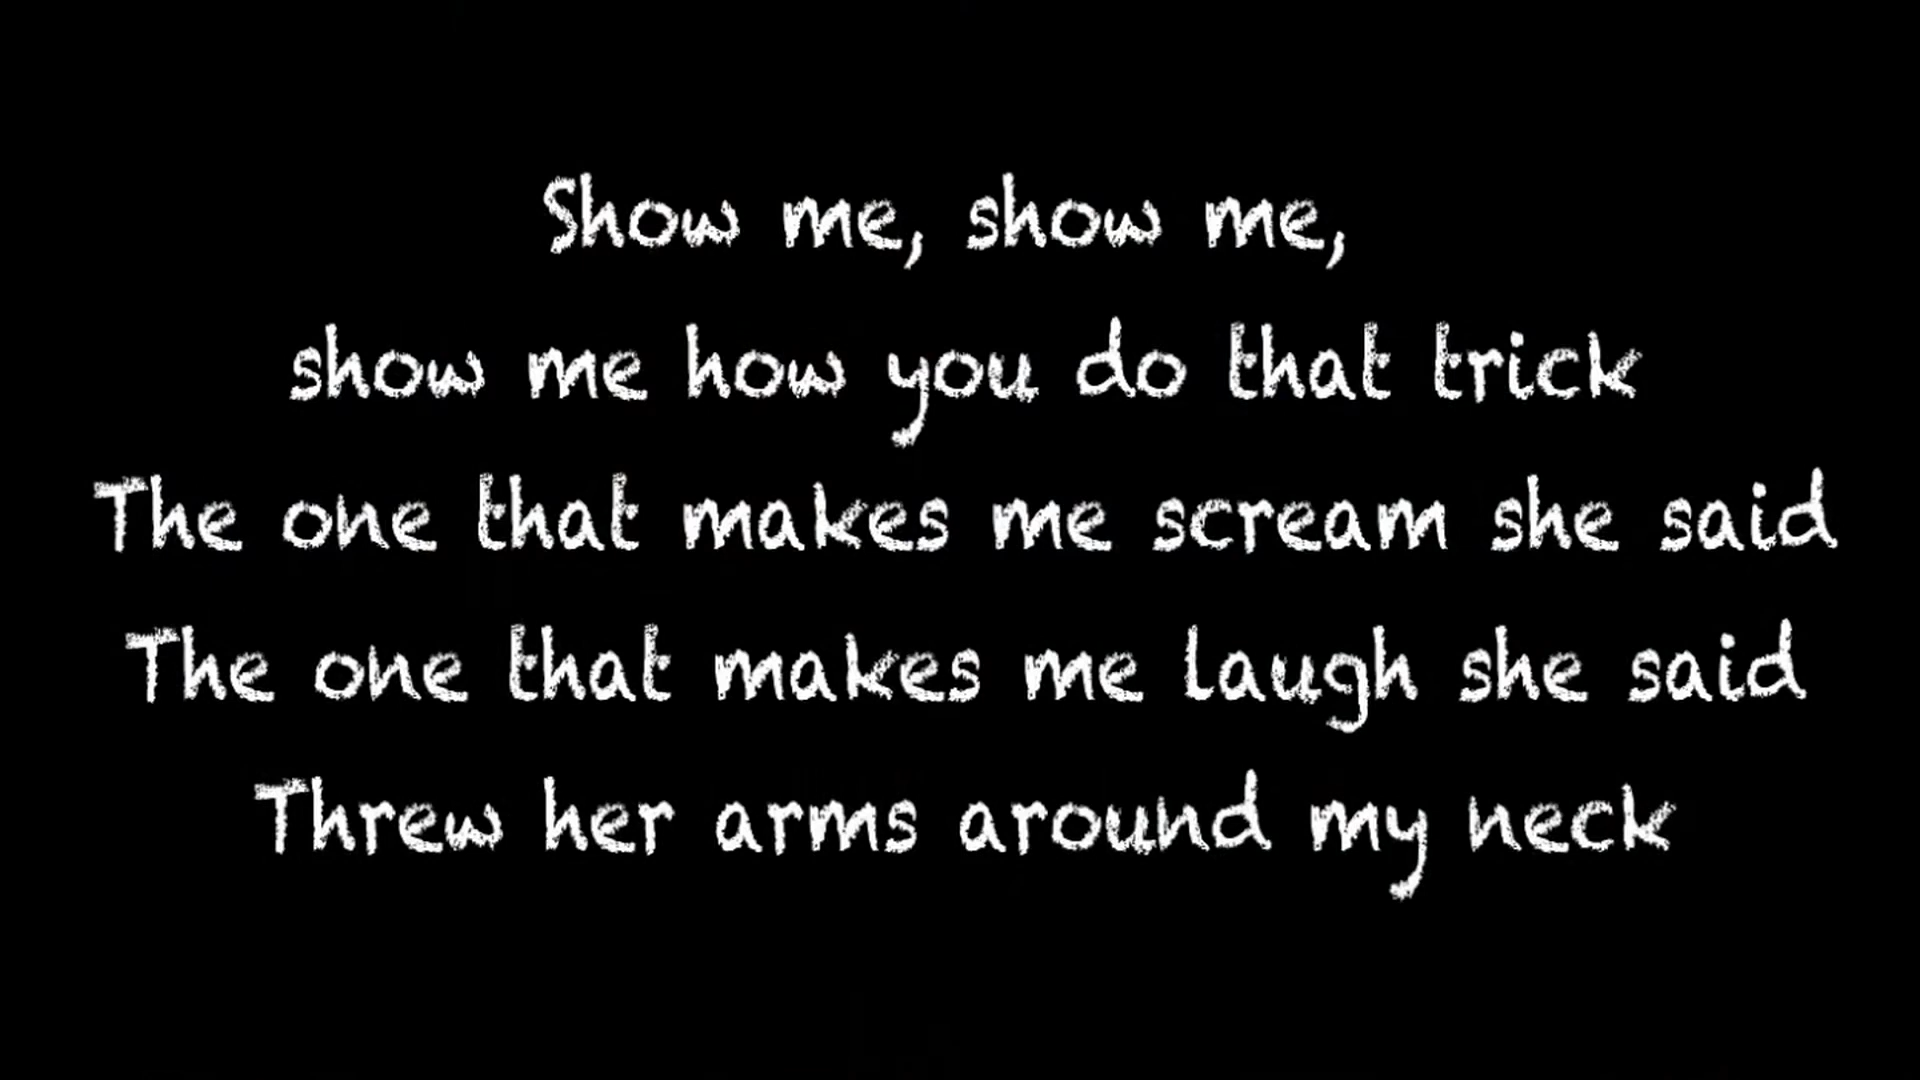 Show me, show me,
show me how you do that trick
The one that makes me scream she said
The one that makes me laugh she said
Threw her arms around my neck